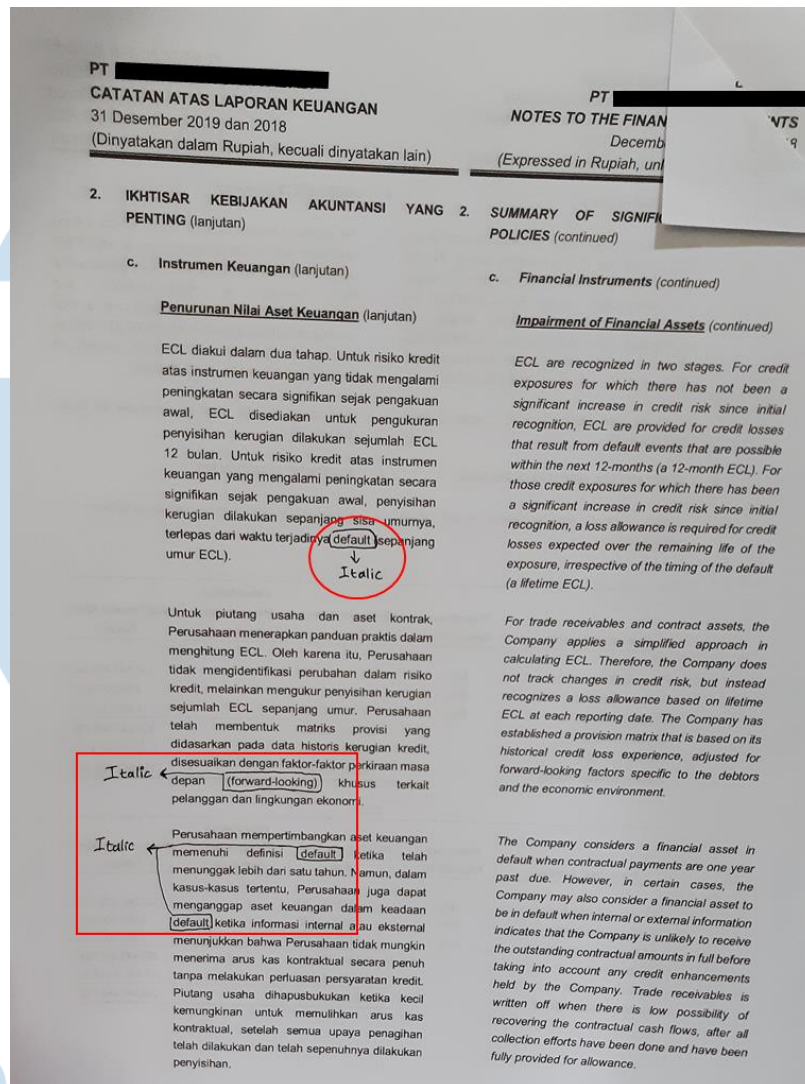 PT
CATATAN ATAS LAPORAN KEUANGAN
31 Desember 2019 dan 2018
(Dinyatakan dalam Rupiah, kecuali dinyatakan lain)
2. IKHTISAR KEBIJAKAN AKUNTANSI YANG
PENTING (lanjutan)
c. Instrumen Keuangan (lanjutan)
Penurunan Nilai Aset Keuangan (lanjutan)
ECL diakui dalam dua tahap. Untuk risiko kredit
atas instrumen keuangan yang tidak mengalami
peningkatan secara signifikan sejak pengakuan
awal, ECL disediakan untuk pengukuran
penyisihan kerugian dilakukan sejumlah ECL
12 bulan. Untuk risiko kredit atas instrumen
keuangan yang mengalami peningkatan secara
signifikan sejak pengakuan awal, penyisihan
kerugian dilakukan sepanjang sisa umurnya,
terlepas dari waktu terjadinya default (sepanjang
umur ECL).
Italic
Untuk piutang usaha dan aset kontrak,
Perusahaan menerapkan panduan praktis dalam
menghitung ECL. Oleh karena itu, Perusahaan
tidak mengidentifikasi perubahan dalam risiko
kredit, melainkan mengukur penyisihan kerugian
sejumlah ECL sepanjang umur. Perusahaan
telah membentuk matriks provisi yang
didasarkan pada data historis kerugian kredit,
disesuaikan dengan faktor-faktor perkiraan masa
Italic
depan (forward-looking) khusus terkait
pelanggan dan lingkungan ekonomi.
Perusahaan mempertimbangkan aset keuangan
Italic
memenuhi definisi default ketika telah
menunggak lebih dari satu tahun. Namun, dalam
kasus-kasus tertentu, Perusahaan juga dapat
menganggap aset keuangan dalam keadaan
default ketika informasi internal atau eksternal
menunjukkan bahwa Perusahaan tidak mungkin
menerima arus kas kontraktual secara penuh
tanpa melakukan perluasan persyaratan kredit.
Piutang usaha dihapusbukukan ketika kecil
kemungkinan untuk memulihkan arus kas
kontraktual, setelah semua upaya penagihan
telah dilakukan dan telah sepenuhnya dilakukan
penyisihan.
PT
NOTES TO THE FINAN NTS
Decemb 9
(Expressed in Rupiah, unl
2. SUMMARY OF SIGNIFI
POLICIES (continued)
c. Financial Instruments (continued)
Impairment of Financial Assets (continued)
ECL are recognized in two stages. For credit
exposures for which there has not been a
significant increase in credit risk since initial
recognition, ECL are provided for credit losses
that result from default events that are possible
within the next 12-months (a 12-month ECL). For
those credit exposures for which there has been
a significant increase in credit risk since initial
recognition, a loss allowance is required for credit
losses expected over the remaining life of the
exposure, irrespective of the timing of the default
(a lifetime ECL).
For trade receivables and contract assets, the
Company applies a simplified approach in
calculating ECL. Therefore, the Company does
not track changes in credit risk, but instead
recognizes a loss allowance based on lifetime
ECL at each reporting date. The Company has
established a provision matrix that is based on its
historical credit loss experience, adjusted for
forward-looking factors specific to the debtors
and the economic environment.
The Company considers a financial asset in
default when contractual payments are one year
past due. However, in certain cases, the
Company may also consider a financial asset to
be in default when internal or external information
indicates that the Company is unlikely to receive
the outstanding contractual amounts in full before
taking into account any credit enhancements
held by the Company. Trade receivables is
written off when there is low possibility of
recovering the contractual cash flows, after all
collection efforts have been done and have been
fully provided for allowance.